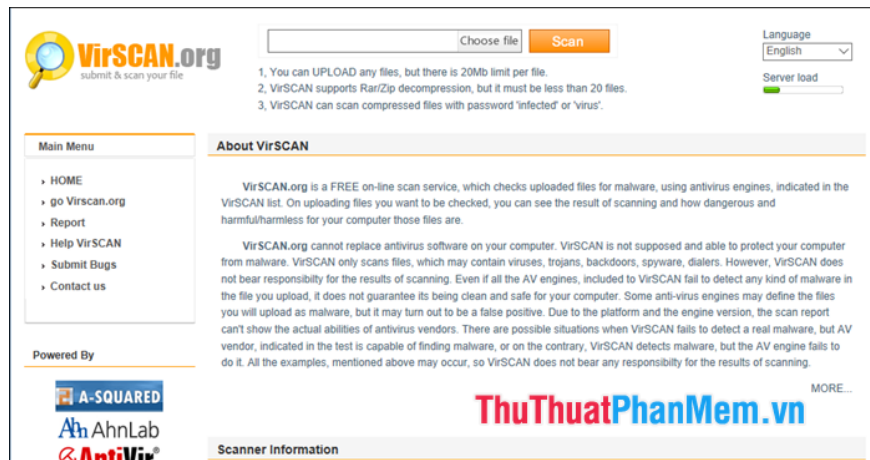 VirSCAN.org
submit & scan your file
Choose file
Scan
1, You can UPLOAD any files, but there is 20Mb limit per file.
2, VirSCAN supports Rar/Zip decompression, but it must be less than 20 files.
3, VirSCAN can scan compressed files with password 'infected' or 'virus'.
Language
English
Server load
Main Menu
HOME
go Virscan.org
Report
Help VirSCAN
Submit Bugs
Contact us
Powered By
A-SQUARED
Ahn AhnLab
AntiVir®
About VirSCAN
VirSCAN.org is a FREE on-line scan service, which checks uploaded files for malware, using antivirus engines, indicated in the
VirSCAN list. On uploading files you want to be checked, you can see the result of scanning and how dangerous and
harmful/harmless for your computer those files are.
VirSCAN.org cannot replace antivirus software on your computer. VirSCAN is not supposed and able to protect your computer
from malware. VirSCAN only scans files, which may contain viruses, trojans, backdoors, spyware, dialers. However, VirSCAN does
not bear responsibilty for the results of scanning. Even if all the AV engines, included to VirSCAN fail to detect any kind of malware in
the file you upload, it does not guarantee its being clean and safe for your computer. Some anti-virus engines may define the files
you will upload as malware, but it may turn out to be a false positive. Due to the platform and the engine version, the scan report
can't show the actual abilities of antivirus vendors. There are possible situations when VirSCAN fails to detect a real malware, but AV
vendor, indicated in the test is capable of finding malware, or on the contrary, VirSCAN detects malware, but the AV engine fails to
do it. All the examples, mentioned above may occur, so VirSCAN does not bear any responsibilty for the results of scanning.
MORE...
ThuThuatPhanMem.vn
Scanner Information